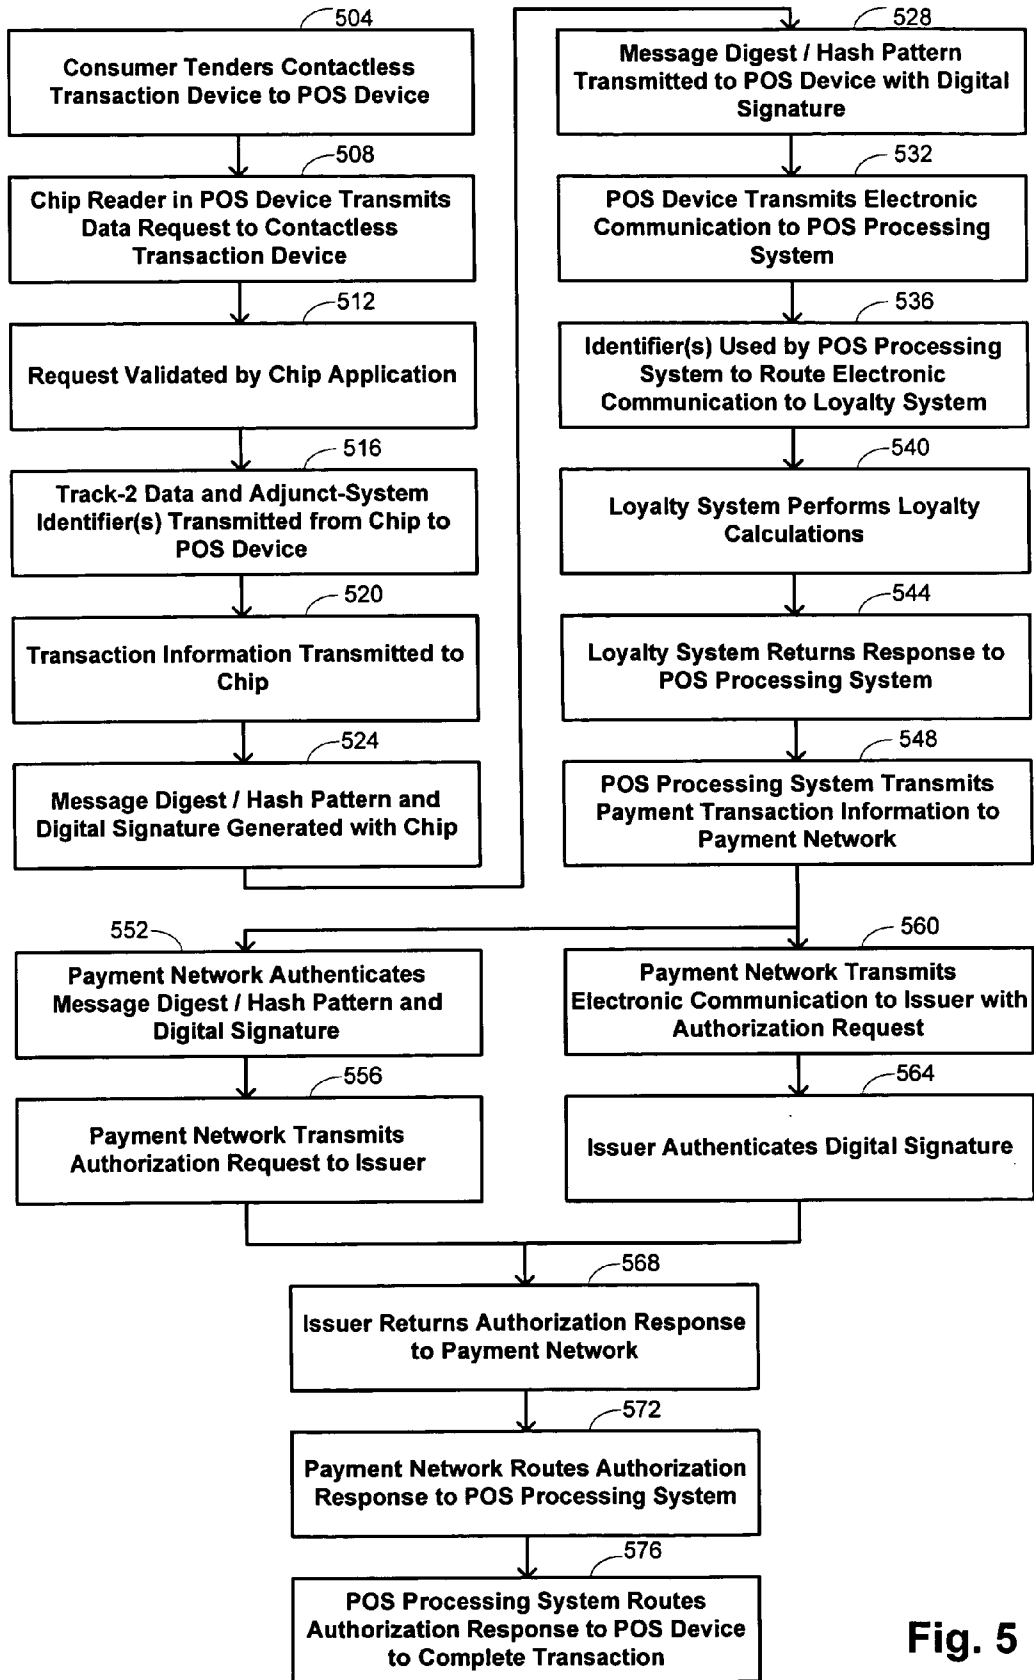 504
Consumer Tenders Contactless
Transaction Device to POS Device
508
Chip Reader in POS Device Transmits
Data Request to Contactless
Transaction Device
512
Request Validated by Chip Application
516
Track-2 Data and Adjunct-System
Identifier(s) Transmitted from Chip to
POS Device
520
Transaction Information Transmitted to
Chip
524
Message Digest / Hash Pattern and
Digital Signature Generated with Chip
528
Message Digest / Hash Pattern
Transmitted to POS Device with Digital
Signature
532
POS Device Transmits Electronic
Communication to POS Processing
System
536
Identifier(s) Used by POS Processing
System to Route Electronic
Communication to Loyalty System
540
Loyalty System Performs Loyalty
Calculations
544
Loyalty System Returns Response to
POS Processing System
548
POS Processing System Transmits
Payment Transaction Information to
Payment Network
552
Payment Network Authenticates
Message Digest / Hash Pattern and
Digital Signature
556
Payment Network Transmits
Authorization Request to Issuer
560
Payment Network Transmits
Electronic Communication to Issuer with
Authorization Request
564
Issuer Authenticates Digital Signature
568
Issuer Returns Authorization Response
to Payment Network
572
Payment Network Routes Authorization
Response to POS Processing System
576
POS Processing System Routes
Authorization Response to POS Device
to Complete Transaction
Fig. 5